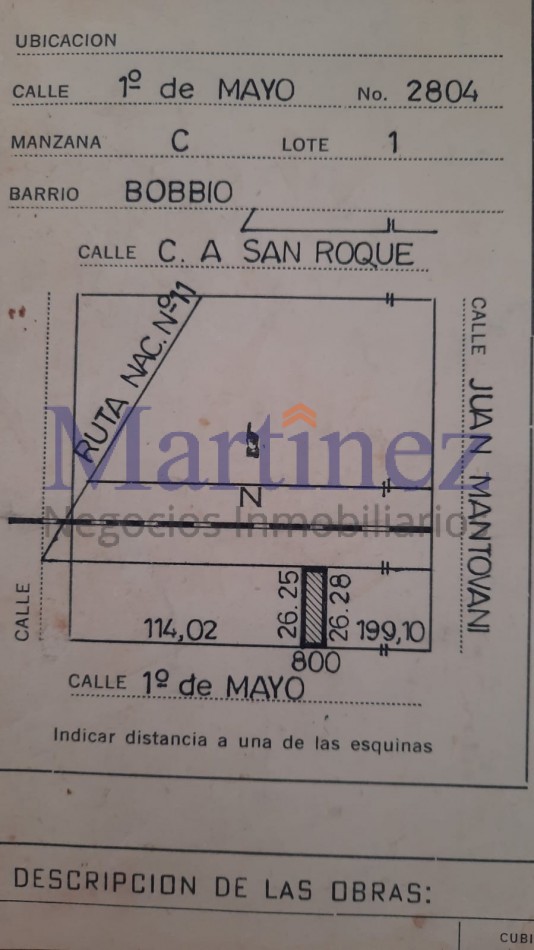 UBICACION
CALLE 1º de MAYO No. 2804
MANZANA C LOTE 1
BARRIO BOBBIO
CALLE C. A SAN ROQUE
RUTA NAC. Nº 11
CALLE JUAN MANTOVANI
Martínez
N
Negocios Inmobiliario
CALLE
114,02
26.25
26.28
199,10
800
CALLE 1º de MAYO
Indicar distancia a una de las esquinas
DESCRIPCION DE LAS OBRAS:
CUBI